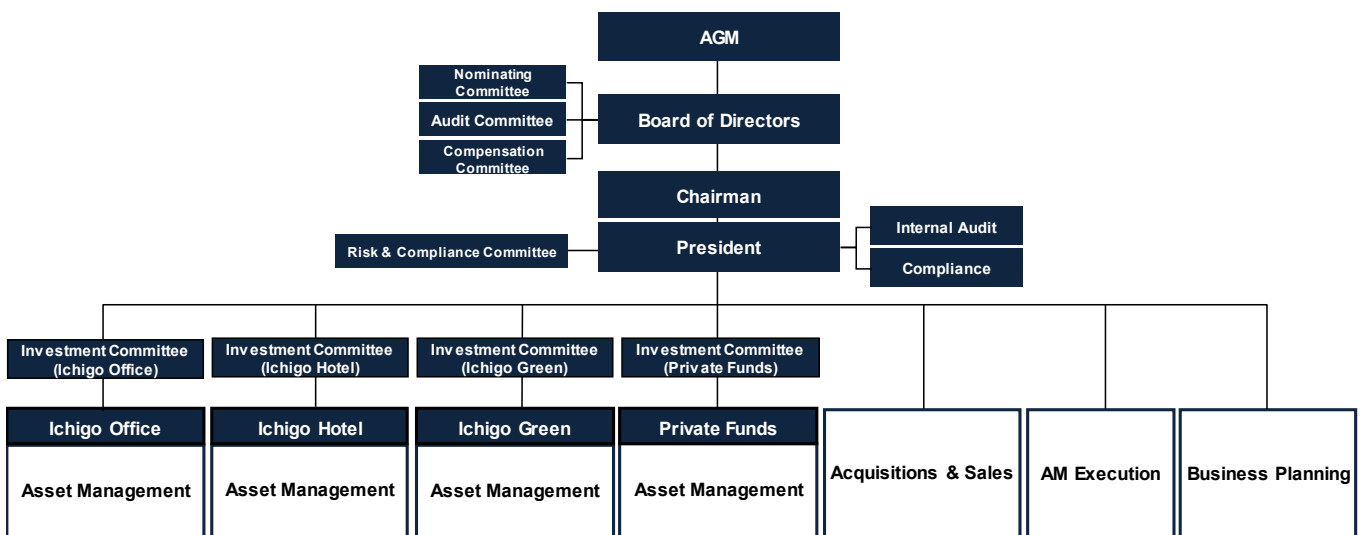 AGM
Nominating
Committee
Audit Committee
Compensation
Committee
Board of Directors
Chairman
President
Risk & Compliance Committee
Internal Audit
Compliance
Investment Committee
(Ichigo Office)
Investment Committee
(Ichigo Hotel)
Investment Committee
(Ichigo Green)
Investment Committee
(Private Funds)
Ichigo Office
Asset Management
Ichigo Hotel
Asset Management
Ichigo Green
Asset Management
Private Funds
Asset Management
Acquisitions & Sales
AM Execution
Business Planning